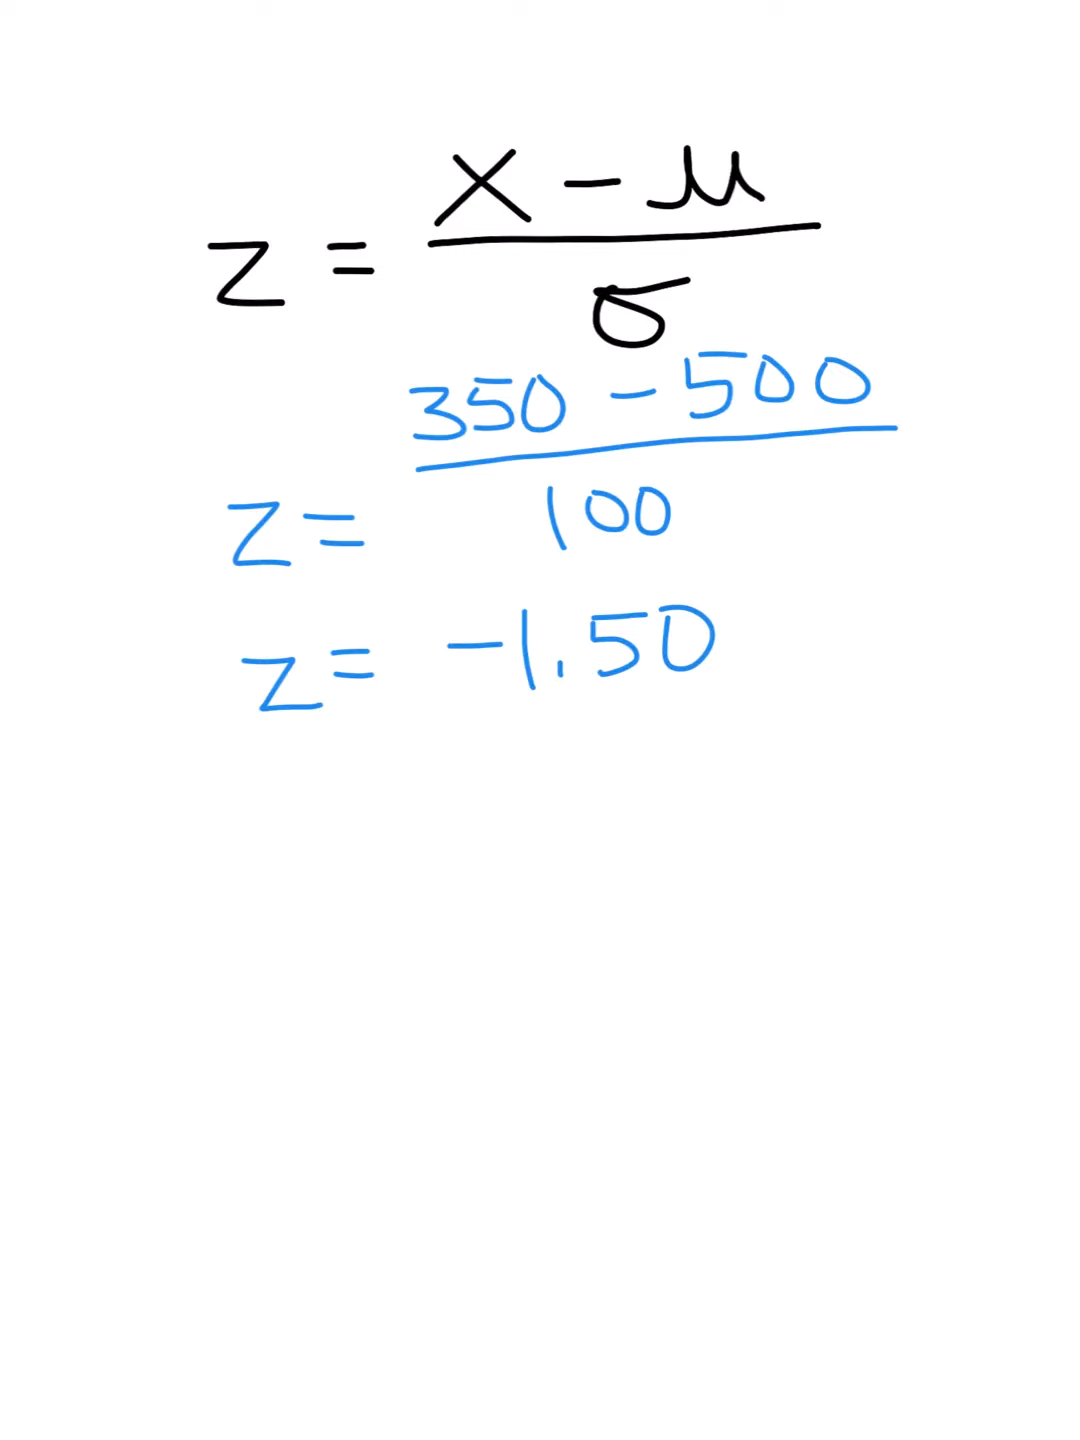 z = x - μ / σ
z = 350 - 500 / 100
z = -1.50